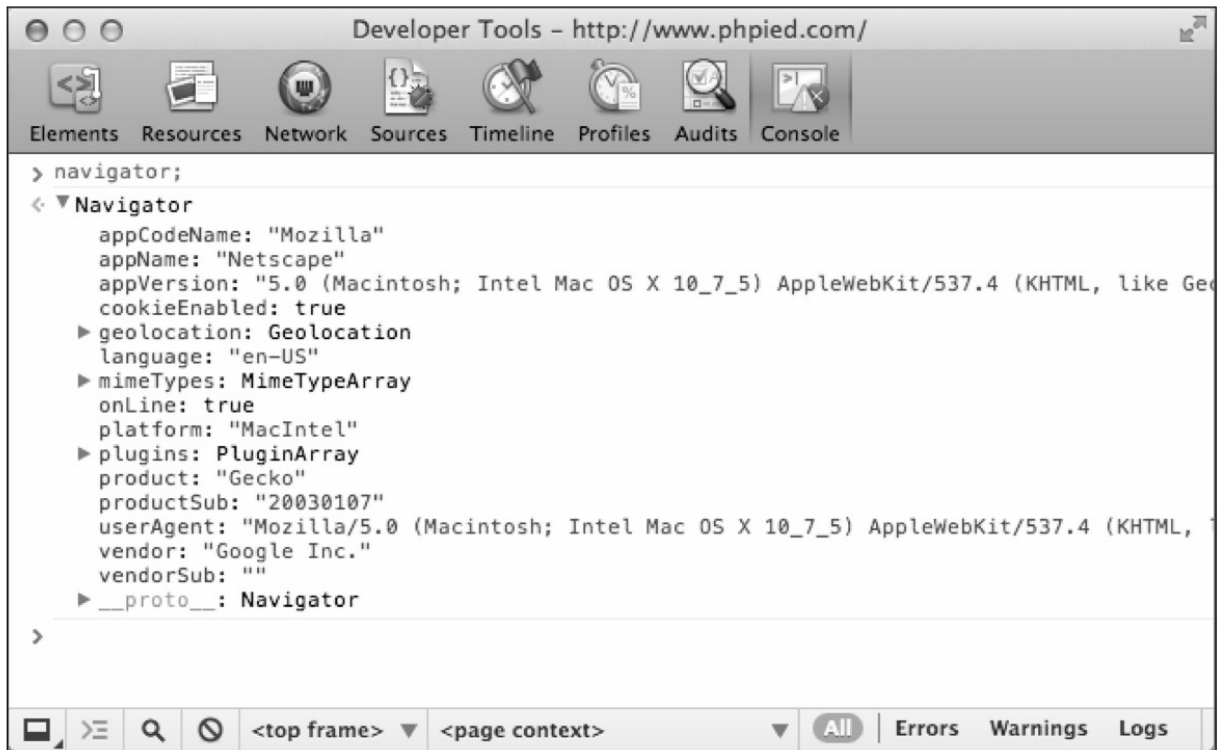 Developer Tools – http://www.phpied.com/
Elements Resources Network Sources Timeline Profiles Audits Console
> navigator;
Navigator
appCodeName: "Mozilla"
appName: "Netscape"
appVersion: "5.0 (Macintosh; Intel Mac OS X 10_7_5) AppleWebKit/537.4 (KHTML, like Gec
cookieEnabled: true
geolocation: Geolocation
language: "en-US"
mimeTypes: MimeTypeArray
onLine: true
platform: "MacIntel"
plugins: PluginArray
product: "Gecko"
productSub: "20030107"
userAgent: "Mozilla/5.0 (Macintosh; Intel Mac OS X 10_7_5) AppleWebKit/537.4 (KHTML,
vendor: "Google Inc."
vendorSub: ""
__proto__: Navigator
>
<top frame> <page context> All Errors Warnings Logs